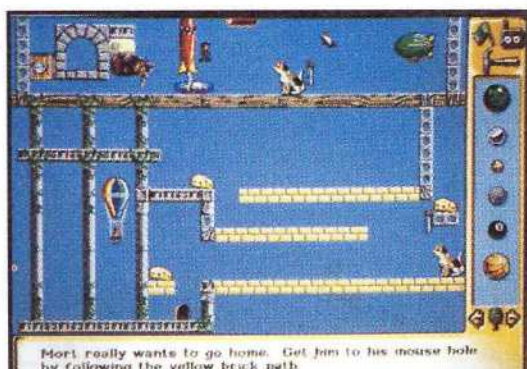 Mort really wants to go home. Get him to his mouse hole
by following the yellow brick path